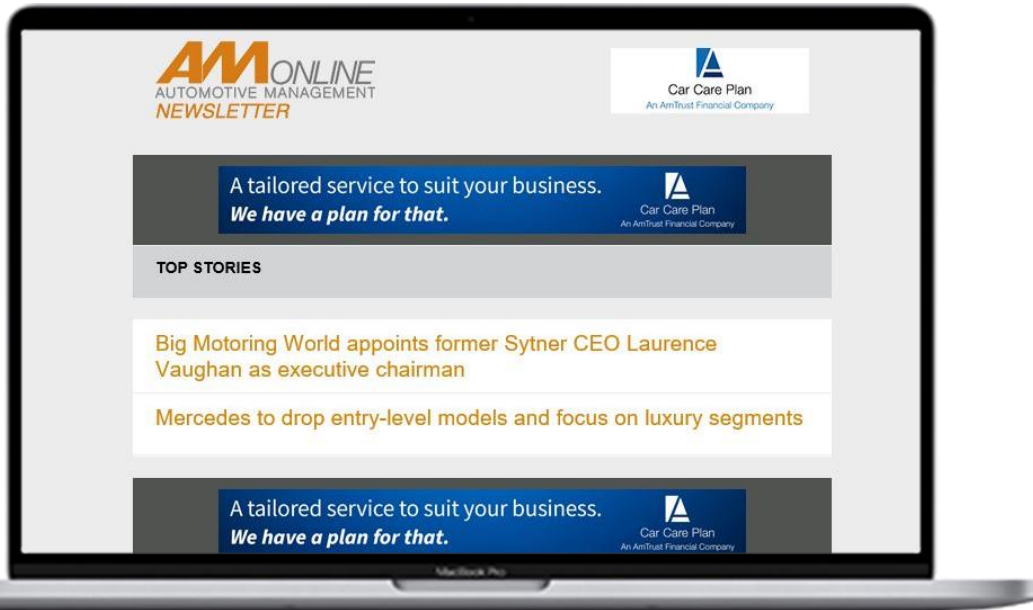 AM ONLINE
AUTOMOTIVE MANAGEMENT
NEWSLETTER
Car Care Plan
An AmTrust Financial Company
A tailored service to suit your business.
We have a plan for that.
Car Care Plan
An AmTrust Financial Company
TOP STORIES
Big Motoring World appoints former Sytner CEO Laurence
Vaughan as executive chairman
Mercedes to drop entry-level models and focus on luxury segments
A tailored service to suit your business.
We have a plan for that.
Car Care Plan
An AmTrust Financial Company
MacBook Pro